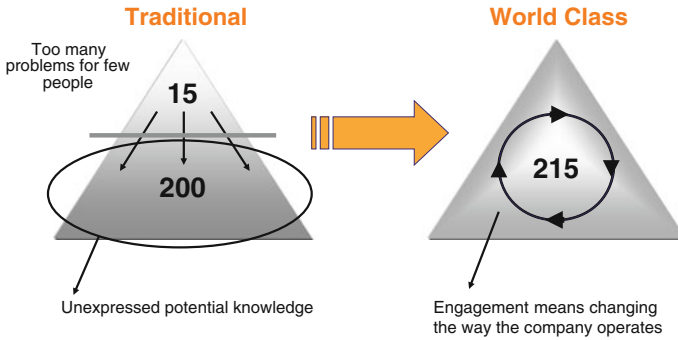 Traditional
World Class
Too many
problems for few
people
15
200
215
Unexpressed potential knowledge
Engagement means changing
the way the company operates